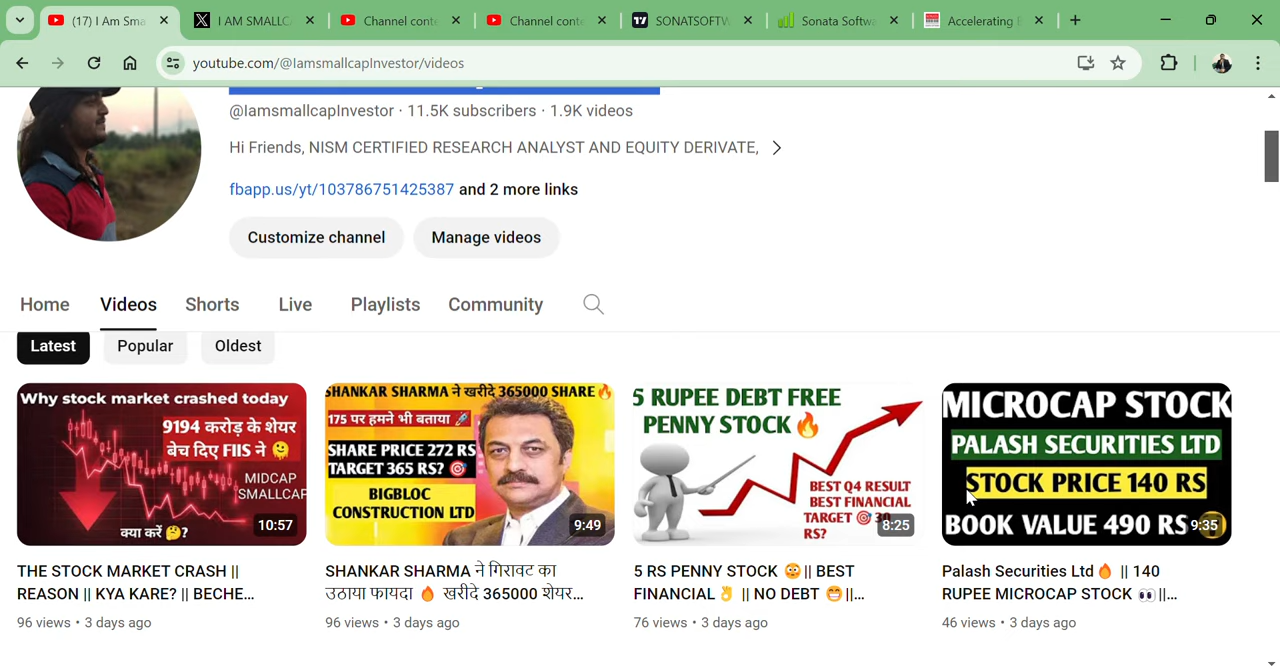 (17) I Am Sma
I AM SMALLC
Channel conte
Channel conte
SONATSOFTW
Sonata Softwa
Accelerating
youtube.com/@IamsmallcapInvestor/videos
@IamsmallcapInvestor · 11.5K subscribers · 1.9K videos
Hi Friends, NISM CERTIFIED RESEARCH ANALYST AND EQUITY DERIVATE,
fbapp.us/yt/103786751425387 and 2 more links
Customize channel
Manage videos
Home
Videos
Shorts
Live
Playlists
Community
Latest
Popular
Oldest
Why stock market crashed today
9194 करोड़ के शेयर
बेच दिए FIIS ने 🫠
MIDCAP
SMALLCAP
क्या करें 🤔?
10:57
SHANKAR SHARMA ने खरीदे 365000 SHARE🔥
175 पर हमने भी बताया 🚀
SHARE PRICE 272 RS
TARGET 365 RS? 🎯
BIGBLOC
CONSTRUCTION LTD
9:49
5 RUPEE DEBT FREE
PENNY STOCK🔥
BEST Q4 RESULT
BEST FINANCIAL
TARGET 🎯 30
RS?
8:25
MICROCAP STOCK
PALASH SECURITIES LTD
STOCK PRICE 140 RS
BOOK VALUE 490 RS
9:35
THE STOCK MARKET CRASH ||
REASON || KYA KARE? || BECHE...
96 views · 3 days ago
SHANKAR SHARMA ने गिरावट का
उठाया फायदा 🔥 खरीदे 365000 शेयर...
96 views · 3 days ago
5 RS PENNY STOCK 😳|| BEST
FINANCIAL👌 || NO DEBT 😁||...
76 views · 3 days ago
Palash Securities Ltd🔥 || 140
RUPEE MICROCAP STOCK 👀||...
46 views · 3 days ago